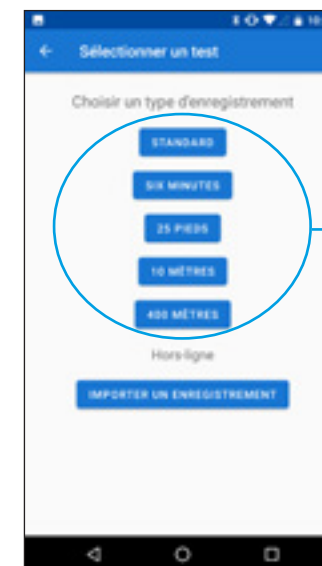 Sélectionner un test
Choisir un type d'enregistrement
STANDARD
SIX MINUTES
25 PIEDS
10 MÈTRES
400 MÈTRES
Hors-ligne
IMPORTER UN ENREGISTREMENT